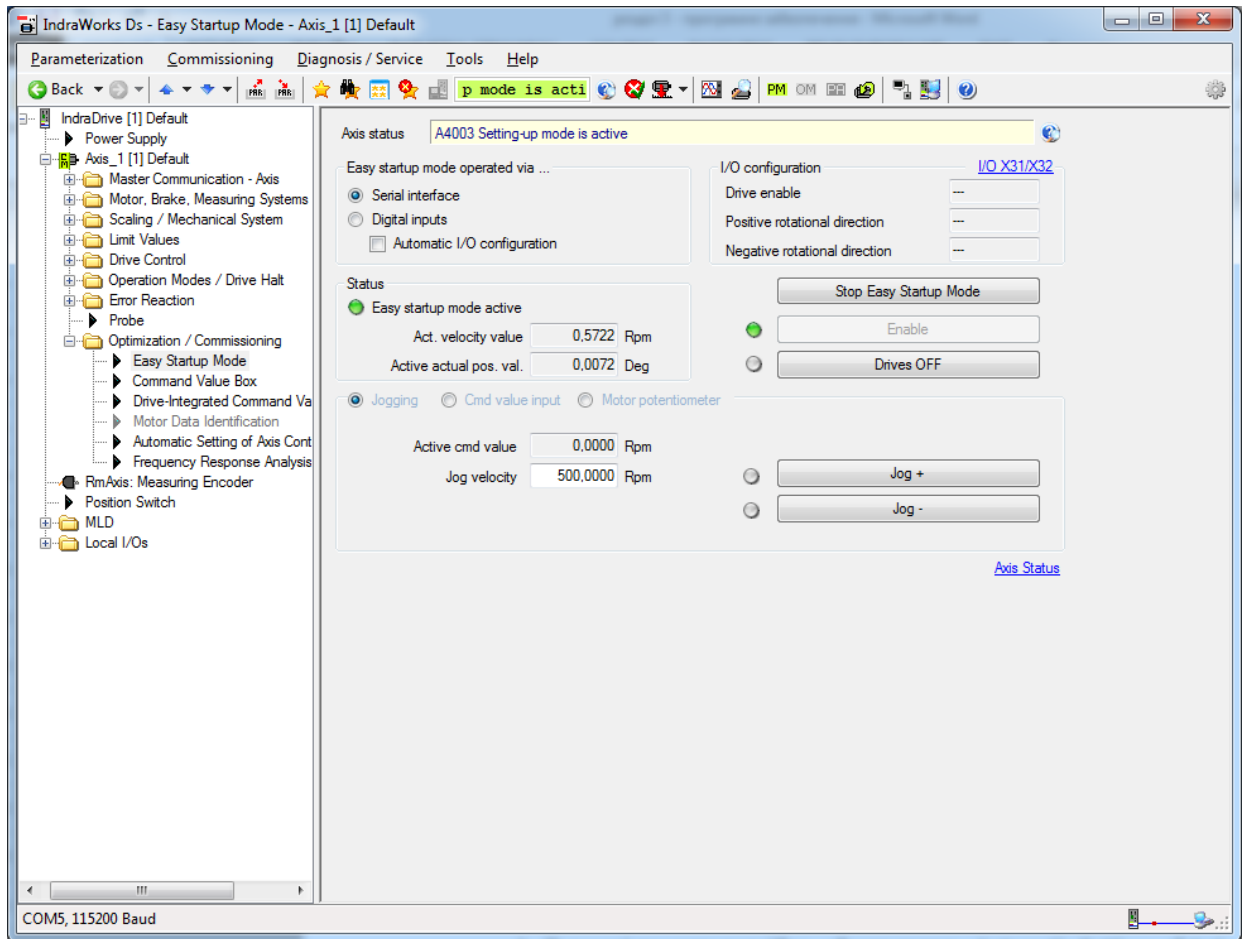 IndraWorks Ds - Easy Startup Mode - Axis_1 [1] Default
Parameterization Commissioning Diagnosis / Service Tools Help
Back PAR PAR p mode is acti PM OM
IndraDrive [1] Default
Power Supply
Axis_1 [1] Default
Master Communication - Axis
Motor, Brake, Measuring Systems
Scaling / Mechanical System
Limit Values
Drive Control
Operation Modes / Drive Halt
Error Reaction
Probe
Optimization / Commissioning
Easy Startup Mode
Command Value Box
Drive-Integrated Command Va
Motor Data Identification
Automatic Setting of Axis Cont
Frequency Response Analysis
RmAxis: Measuring Encoder
Position Switch
MLD
Local I/Os
Axis status A4003 Setting-up mode is active
Easy startup mode operated via ...
Serial interface
Digital inputs
Automatic I/O configuration
I/O configuration I/O X31/X32
Drive enable ---
Positive rotational direction ---
Negative rotational direction ---
Status
Easy startup mode active
Act. velocity value 0,5722 Rpm
Active actual pos. val. 0,0072 Deg
Stop Easy Startup Mode
Enable
Drives OFF
Jogging Cmd value input Motor potentiometer
Active cmd value 0,0000 Rpm
Jog velocity 500,0000 Rpm
Jog +
Jog -
Axis Status
COM5, 115200 Baud